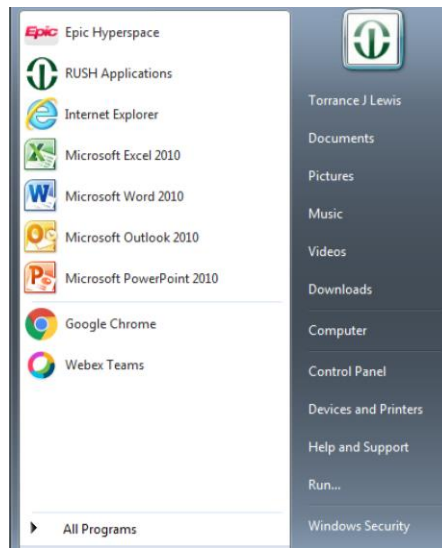 Epic Epic Hyperspace
RUSH Applications
Internet Explorer
Microsoft Excel 2010
Microsoft Word 2010
Microsoft Outlook 2010
Microsoft PowerPoint 2010
Google Chrome
Webex Teams
All Programs
Torrance J Lewis
Documents
Pictures
Music
Videos
Downloads
Computer
Control Panel
Devices and Printers
Help and Support
Run...
Windows Security